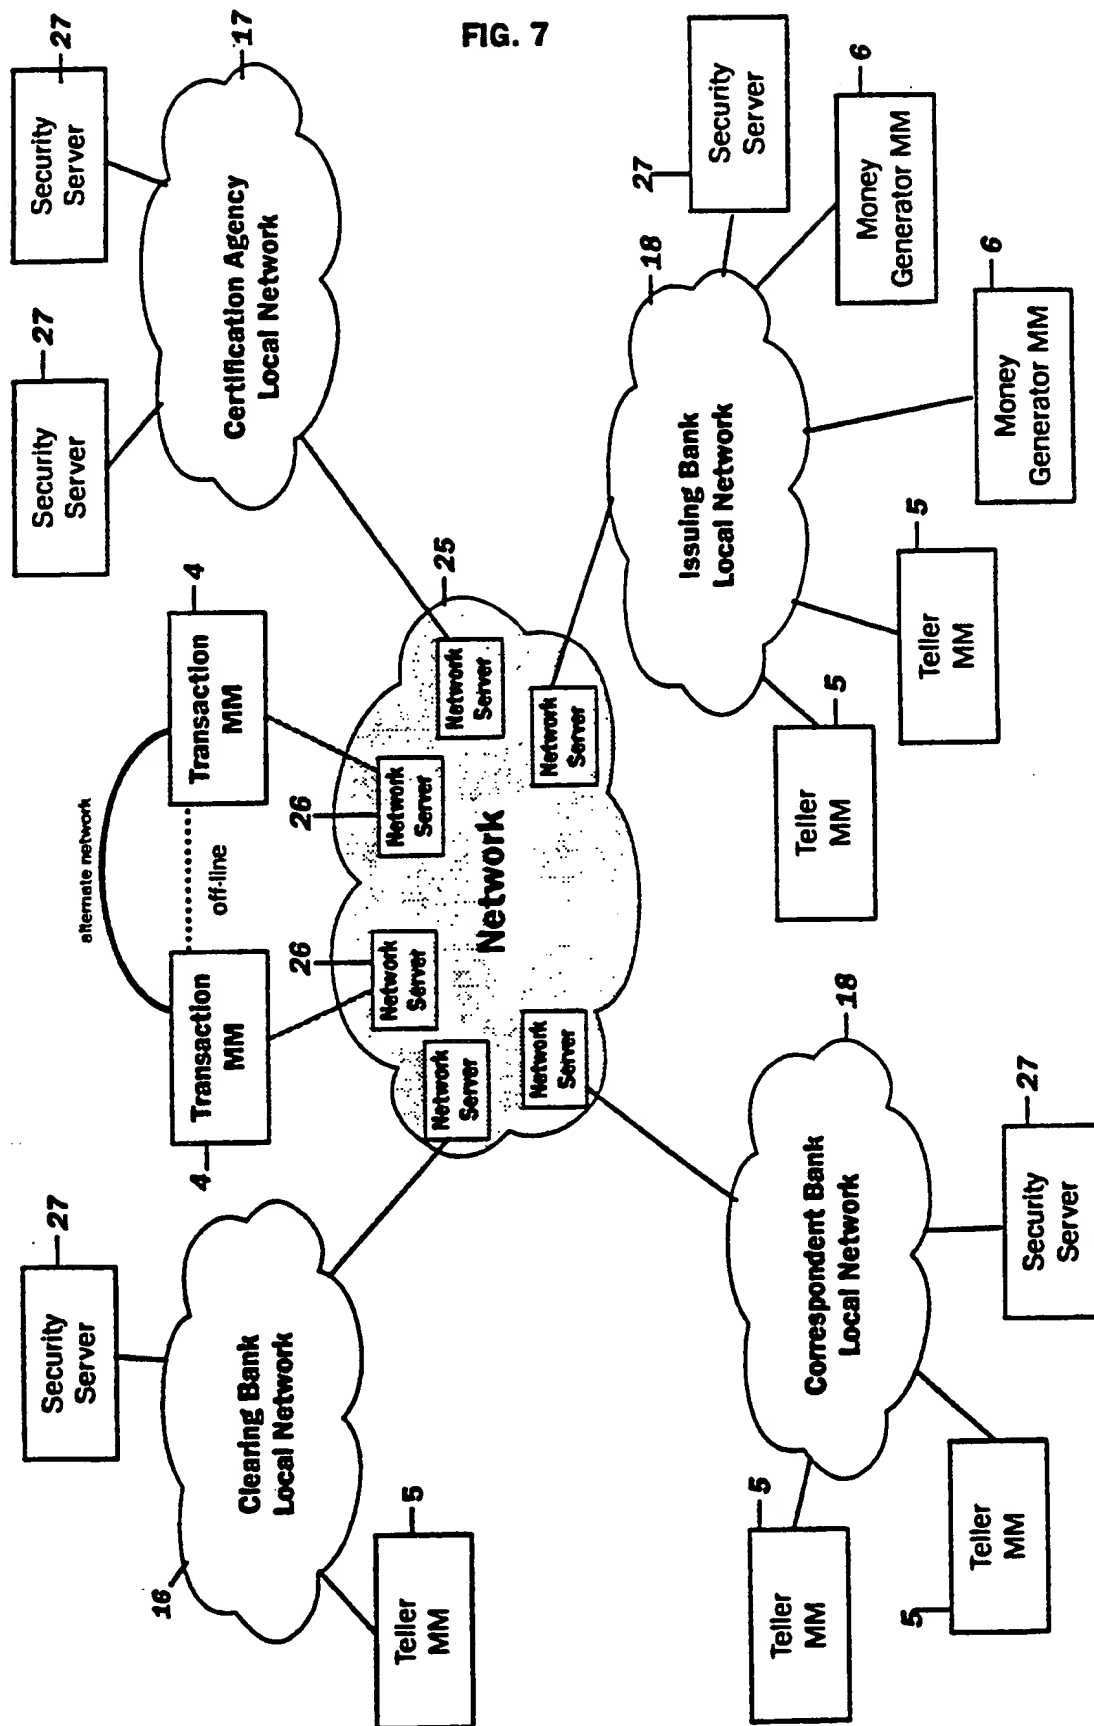 FIG. 7
Security
Server
27
Clearing Bank
Local Network
16
Teller
MM
5
alternate network
off-line
Transaction
MM
4
Transaction
MM
4
Security
Server
27
Security
Server
27
Certification Agency
Local Network
17
Network
25
Network
Server
Network
Server
26
Network
Server
26
Network
Server
Network
Server
Network
Server
Correspondent Bank
Local Network
18
Teller
MM
5
Teller
MM
5
Security
Server
27
Issuing Bank
Local Network
18
Teller
MM
5
Teller
MM
5
Money
Generator MM
6
Money
Generator MM
6
Security
Server
27